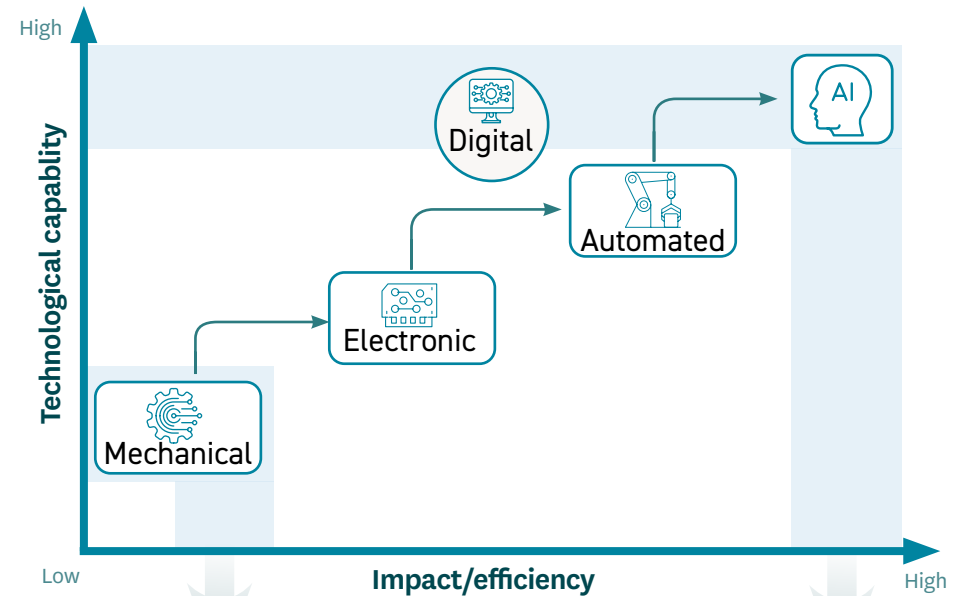 High
Technological capablity
AI
Digital
Automated
Electronic
Mechanical
Low
Impact/efficiency
High